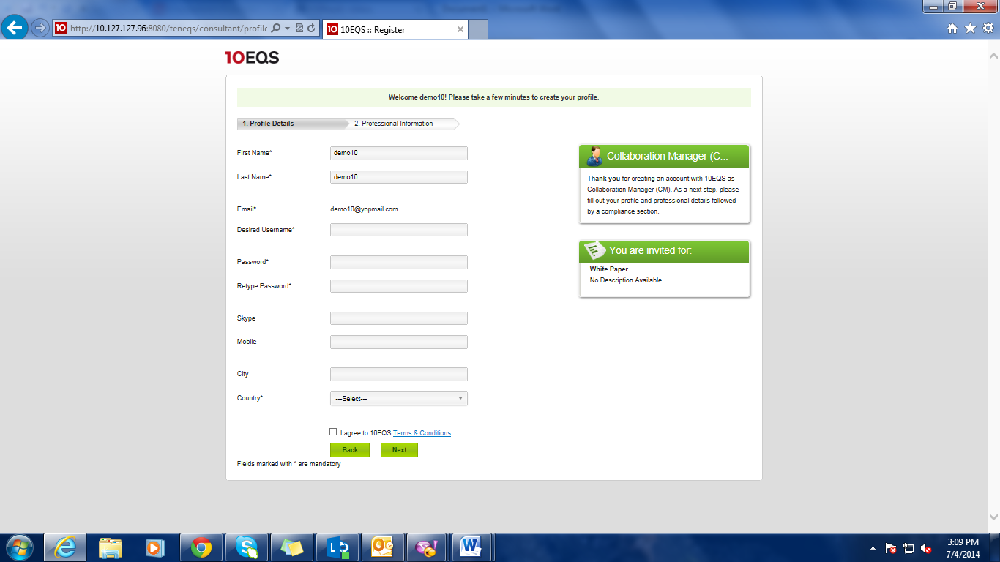 10 http://10.127.127.96:8080/teneqs/consultant/profile
10 10EQS :: Register
10EQS
Welcome demo10! Please take a few minutes to create your profile.
1. Profile Details
2. Professional Information
First Name*
demo10
Last Name*
demo10
Email*
demo10@yopmail.com
Desired Username*
Password*
Retype Password*
Skype
Mobile
City
Country*
---Select---
I agree to 10EQS Terms & Conditions
Back
Next
Fields marked with * are mandatory
Collaboration Manager (C...
Thank you for creating an account with 10EQS as
Collaboration Manager (CM). As a next step, please
fill out your profile and professional details followed
by a compliance section.
You are invited for:
White Paper
No Description Available
3:09 PM
7/4/2014